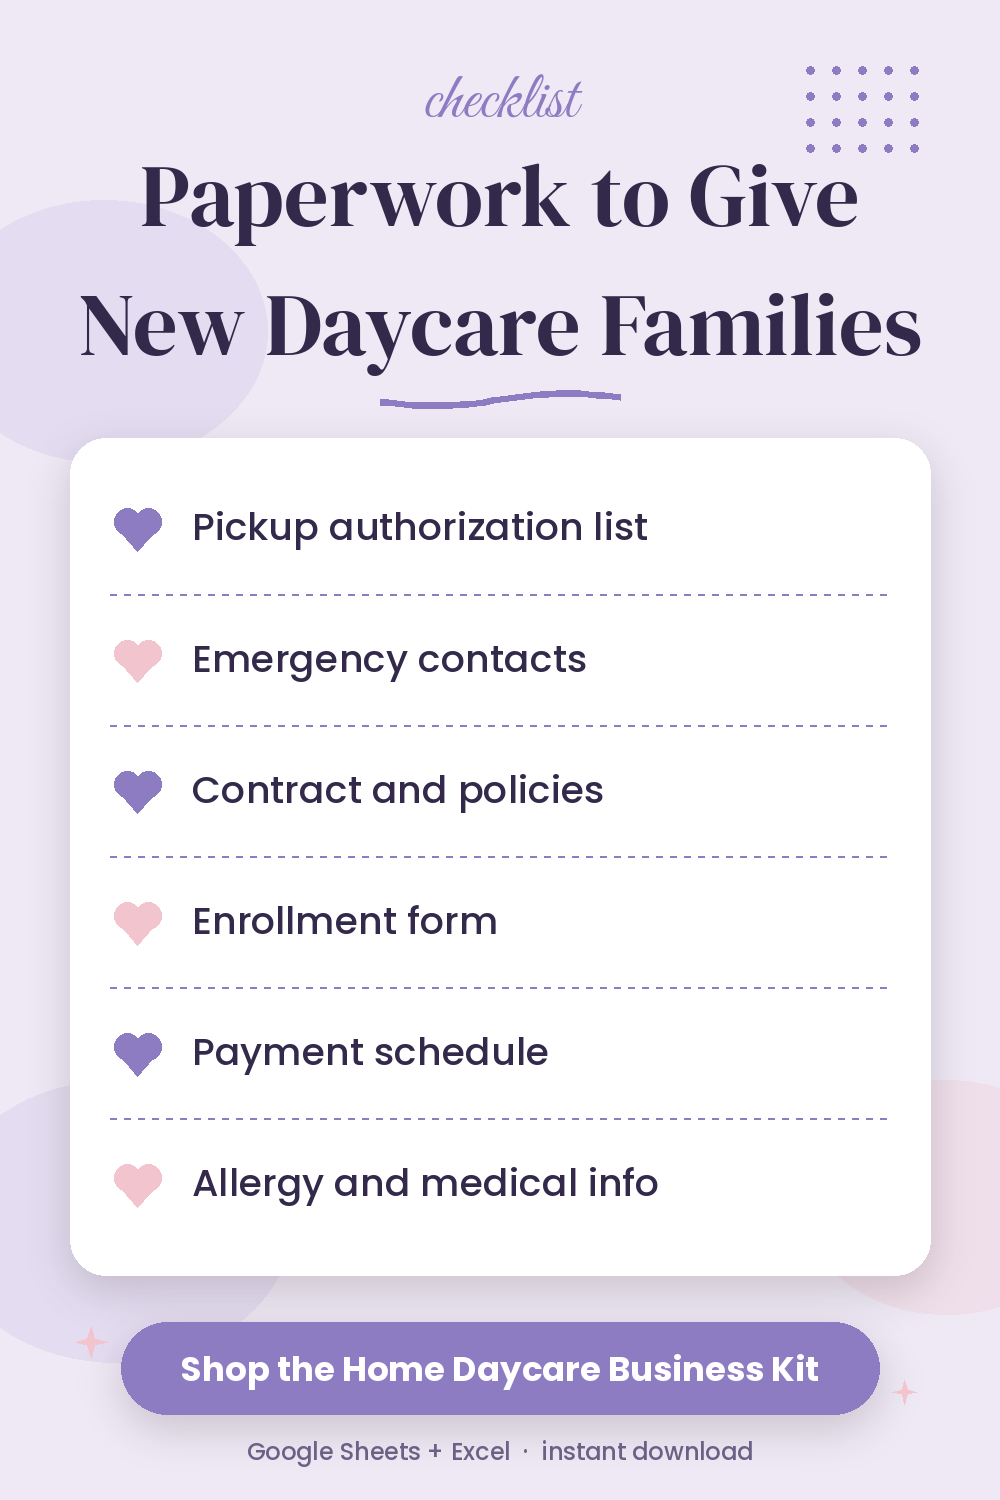 checklist
Paperwork to Give
New Daycare Families
Pickup authorization list
Emergency contacts
Contract and policies
Enrollment form
Payment schedule
Allergy and medical info
Shop the Home Daycare Business Kit
Google Sheets + Excel · instant download